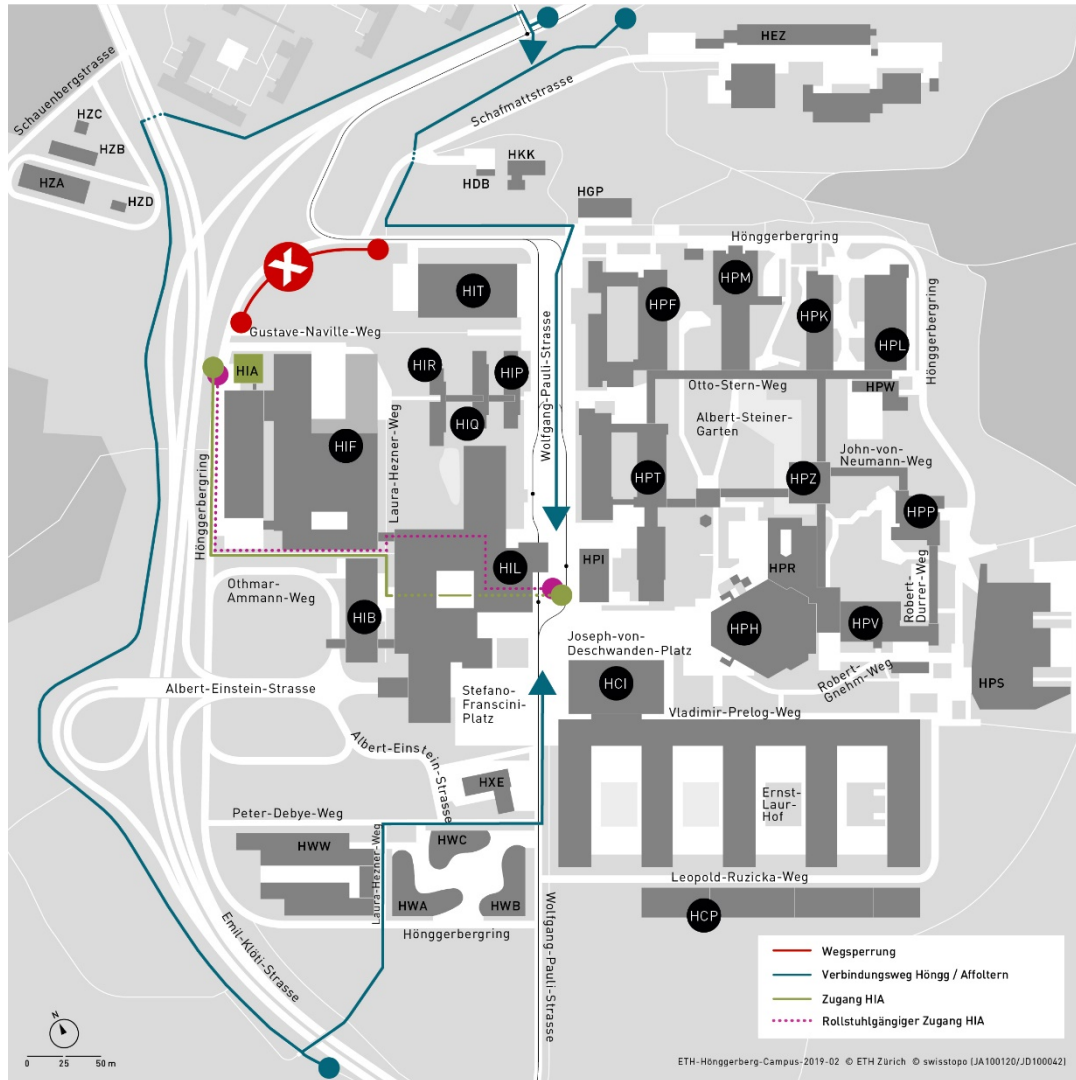 HEZ
Schauenbergstrasse
Schafmattstrasse
HZC
HZB
HZA
HZD
HKK
HDB
HGP
Hönggerbergring
X
HIT
HPF
HPM
HPK
HPL
Gustave-Naville-Weg
Wolfgang-Pauli-Strasse
Hönggerbergring
HIA
HIR
HIP
Otto-Stern-Weg
HPW
HIQ
Albert-Steiner-
Garten
HIF
Laura-Hezner-Weg
John-von-
Neumann-Weg
HPT
HPZ
Hönggerbergring
HPP
HIL
HPI
HPR
Othmar-
Ammann-Weg
HIB
Robert-
Durrer-Weg
HPH
HPV
Joseph-von-
Deschwanden-Platz
Robert-
Gnehm-Weg
HPS
Albert-Einstein-Strasse
Stefano-
Franscini-
Platz
HCI
Vladimir-Prelog-Weg
Albert-Einstein-
Strasse
HXE
Ernst-
Laur-
Hof
Peter-Debye-Weg
HWW
Laura-Hezner-Weg
HWC
HWA
HWB
Leopold-Ruzicka-Weg
HCP
Hönggerbergring
Emil-Klöti-Strasse
Wolfgang-Pauli-Strasse
Wegsperrung
Verbindungsweg Höngg / Affoltern
Zugang HIA
Rollstuhlgängiger Zugang HIA
N
0 25 50 m
ETH-Hönggerberg-Campus-2019-02 © ETH Zürich © swisstopo (JA100120/JD100042)